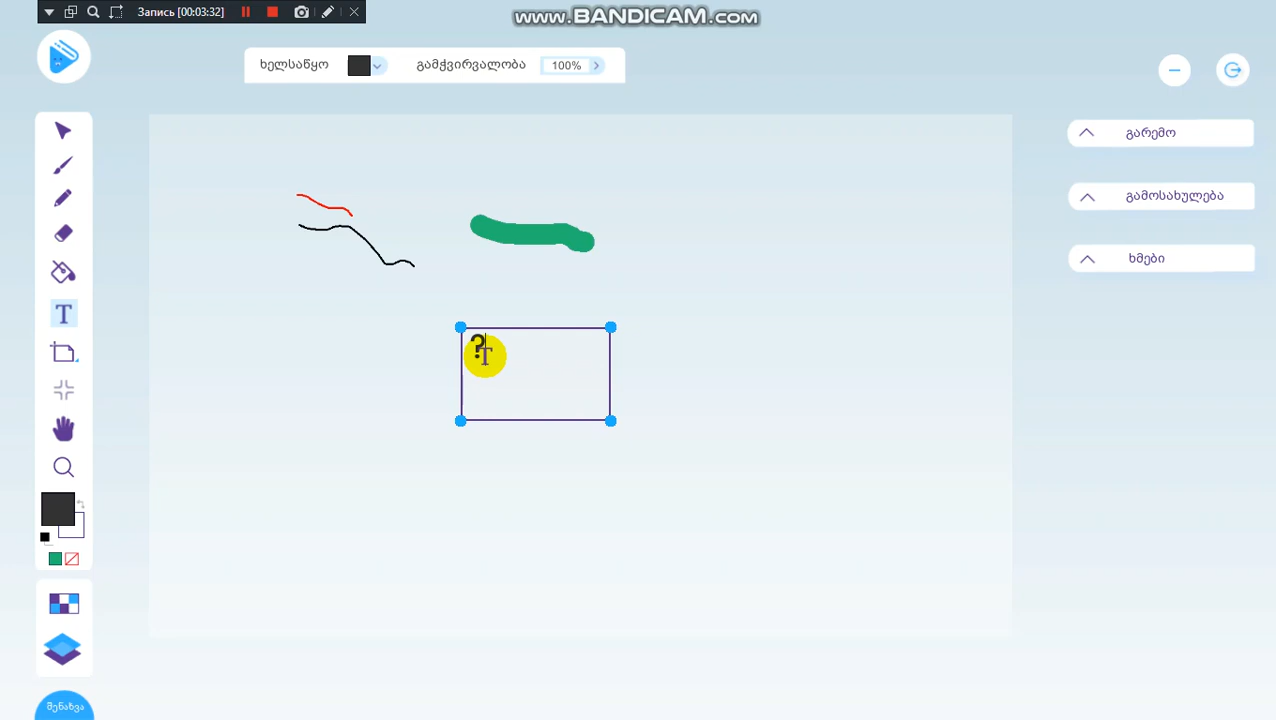 Запись [00:03:32]
www.BANDICAM.com
ხელსაწყო
გამჭვირვალობა
100%
გარემო
გამოსახულება
ხმები
?
T
შენახვა